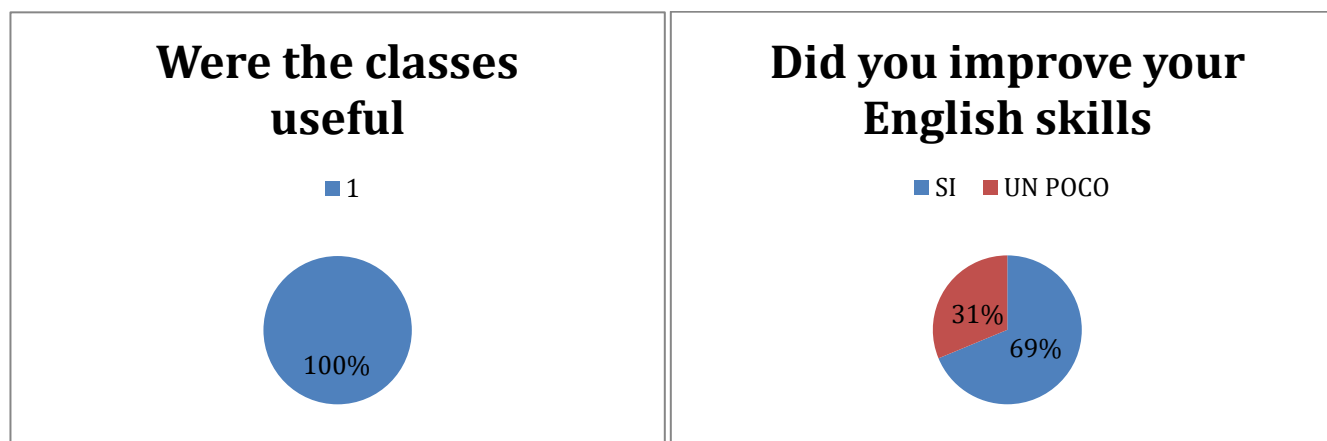 Were the classes
useful
1
100%
Did you improve your
English skills
SI UN POCO
31%
69%